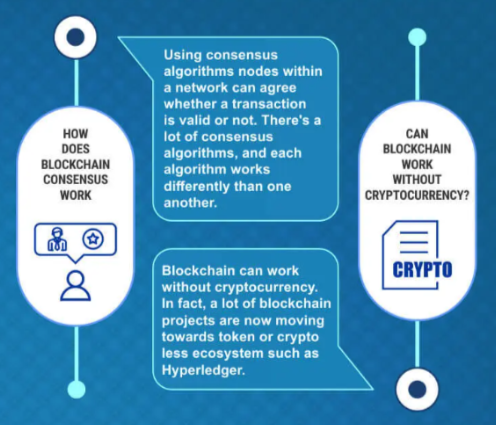 HOW
DOES
BLOCKCHAIN
CONSENSUS
WORK
Using consensus
algorithms nodes within
a network can agree
whether a transaction
is valid or not. There's a
lot of consensus
algorithms, and each
algorithm works
differently than one
another.
CAN
BLOCKCHAIN
WORK
WITHOUT
CRYPTOCURRENCY?
CRYPTO
Blockchain can work
without cryptocurrency.
In fact, a lot of blockchain
projects are now moving
towards token or crypto
less ecosystem such as
Hyperledger.